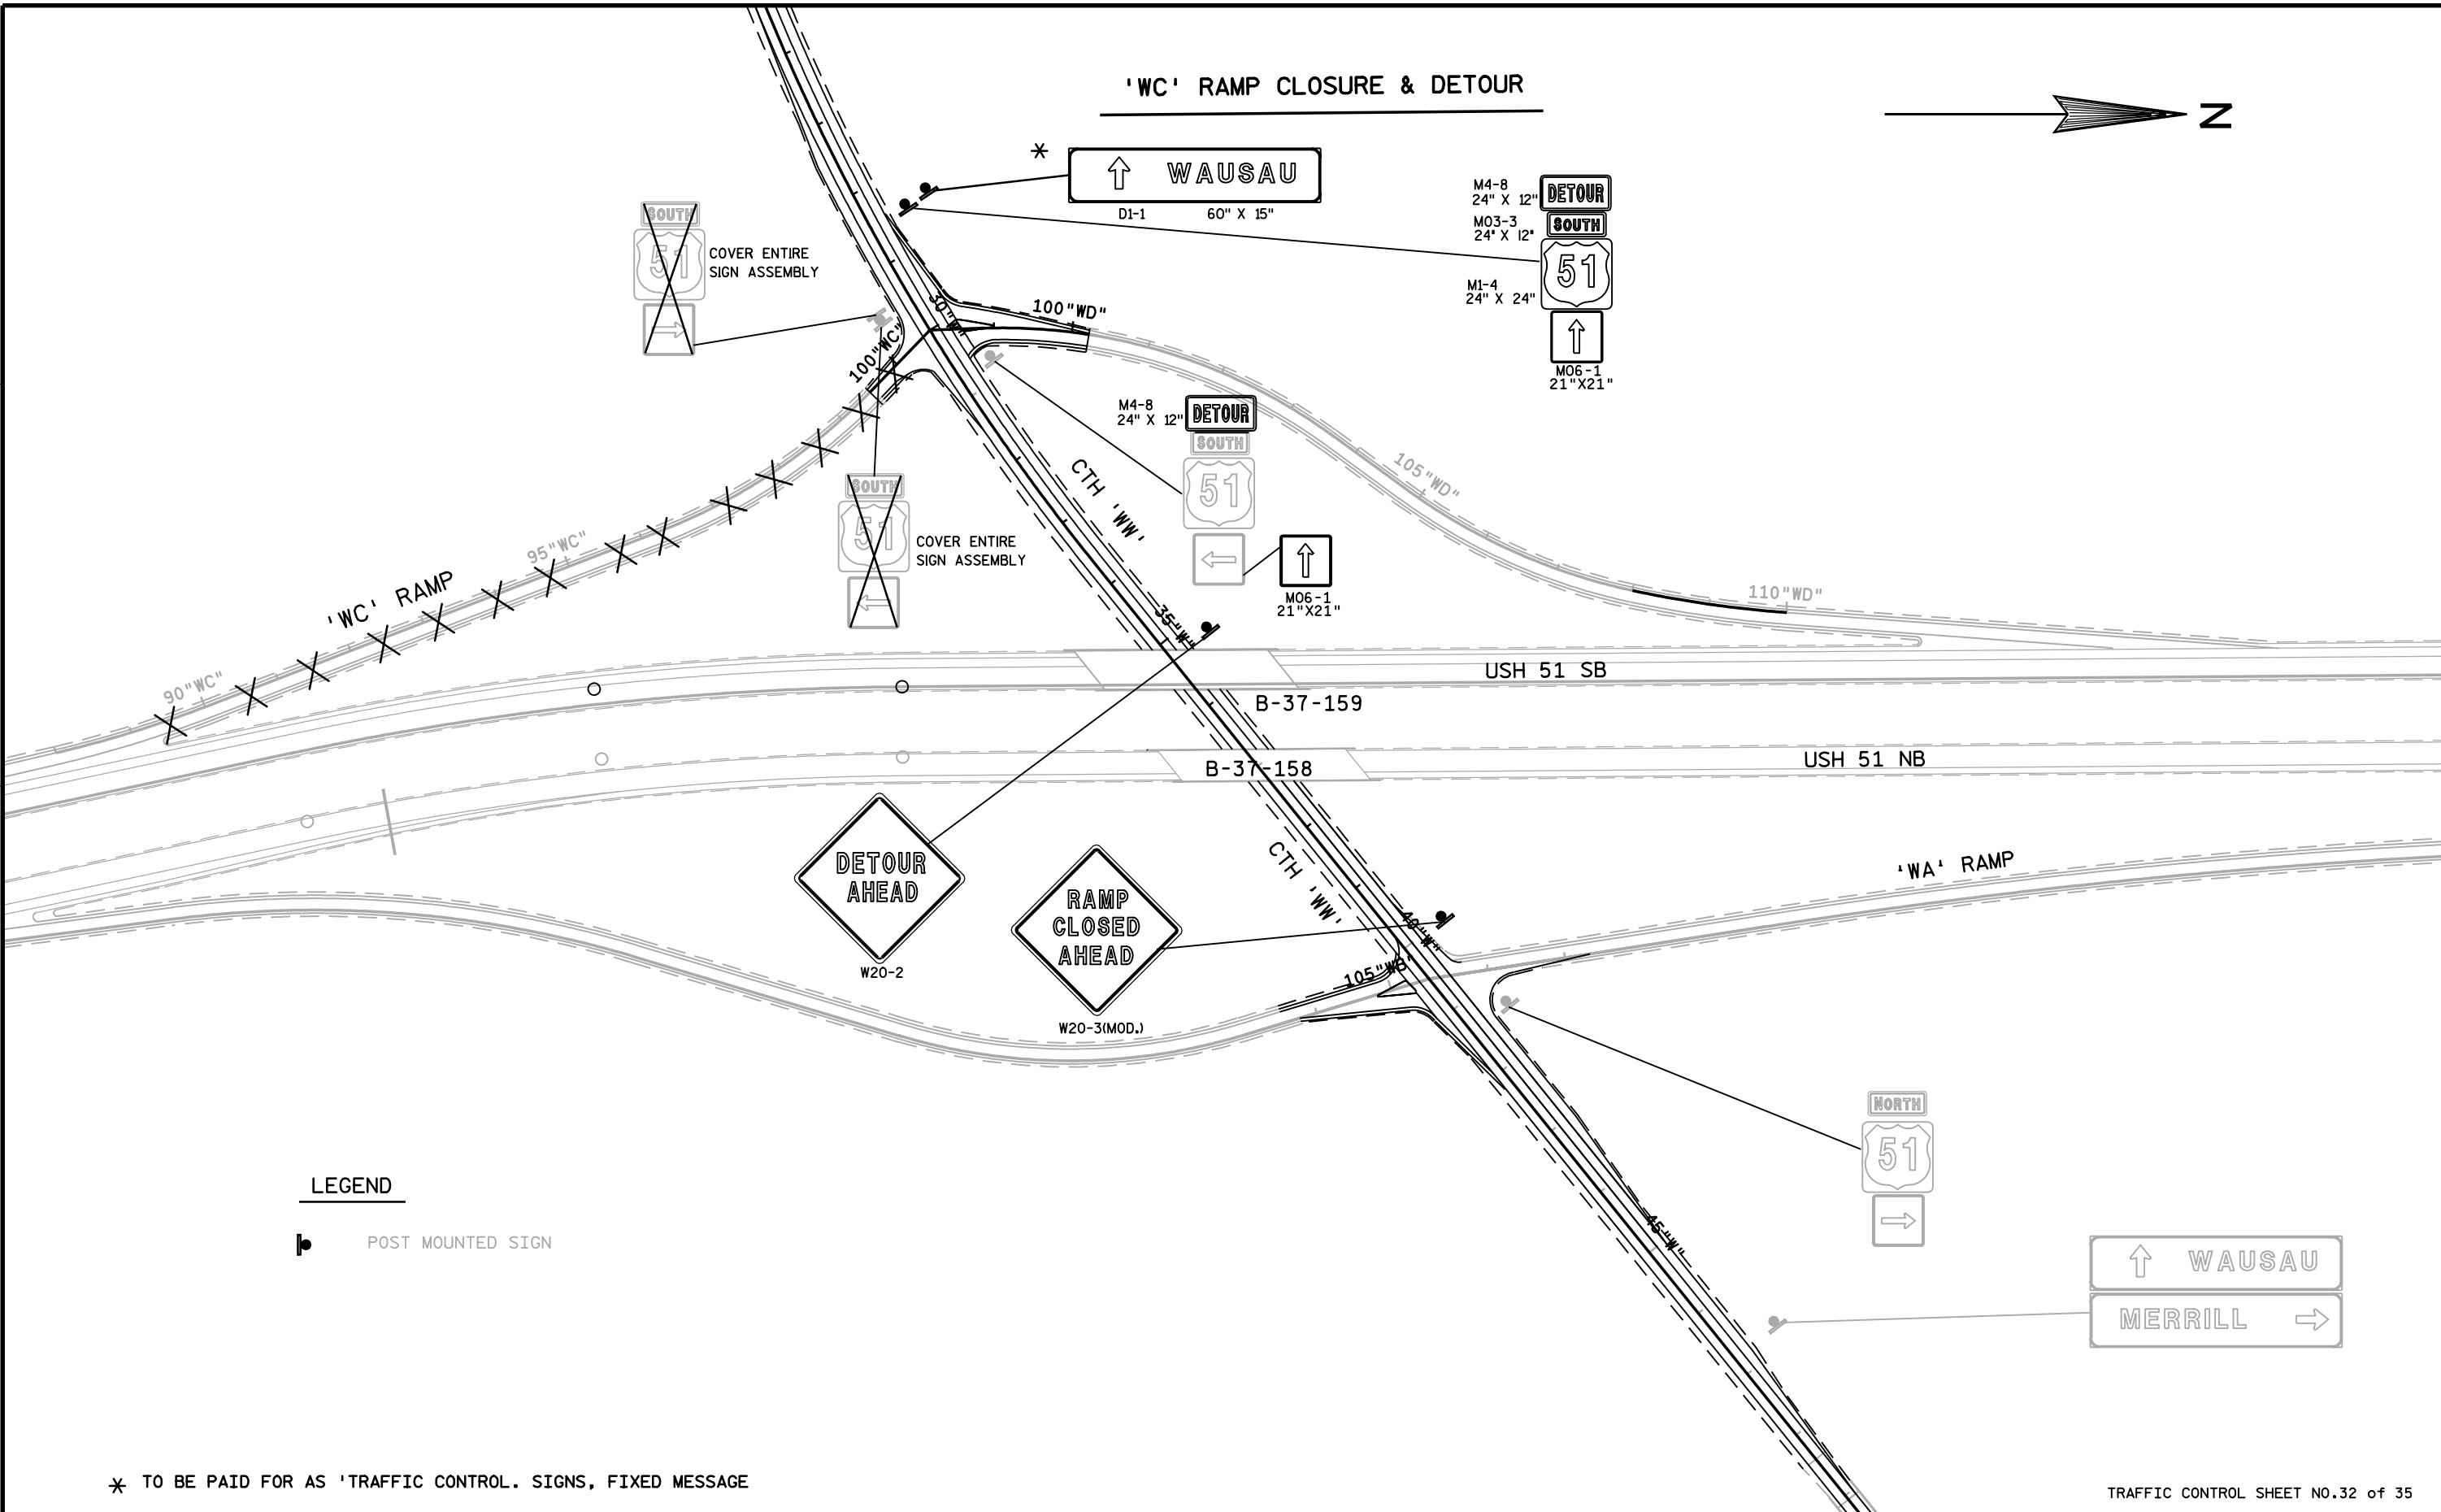 'WC' RAMP CLOSURE & DETOUR
N
* WAUSAU
D1-1 60" X 15"
M4-8
24" X 12"
DETOUR
M03-3
24" X 12"
SOUTH
51
M1-4
24" X 24"
M06-1
21"X21"
SOUTH
51
COVER ENTIRE
SIGN ASSEMBLY
30"W"
100"WD"
100"WC"
M4-8
24" X 12"
DETOUR
SOUTH
51
M06-1
21"X21"
CTH 'WW'
105"WD"
SOUTH
51
COVER ENTIRE
SIGN ASSEMBLY
95"WC"
'WC' RAMP
90"WC"
35"W"
110"WD"
USH 51 SB
B-37-159
USH 51 NB
B-37-158
DETOUR
AHEAD
W20-2
RAMP
CLOSED
AHEAD
W20-3(MOD.)
CTH 'WW'
'WA' RAMP
40"W"
105"WB"
NORTH
51
LEGEND
POST MOUNTED SIGN
45"W"
WAUSAU
MERRILL
* TO BE PAID FOR AS 'TRAFFIC CONTROL. SIGNS, FIXED MESSAGE
TRAFFIC CONTROL SHEET NO.32 of 35